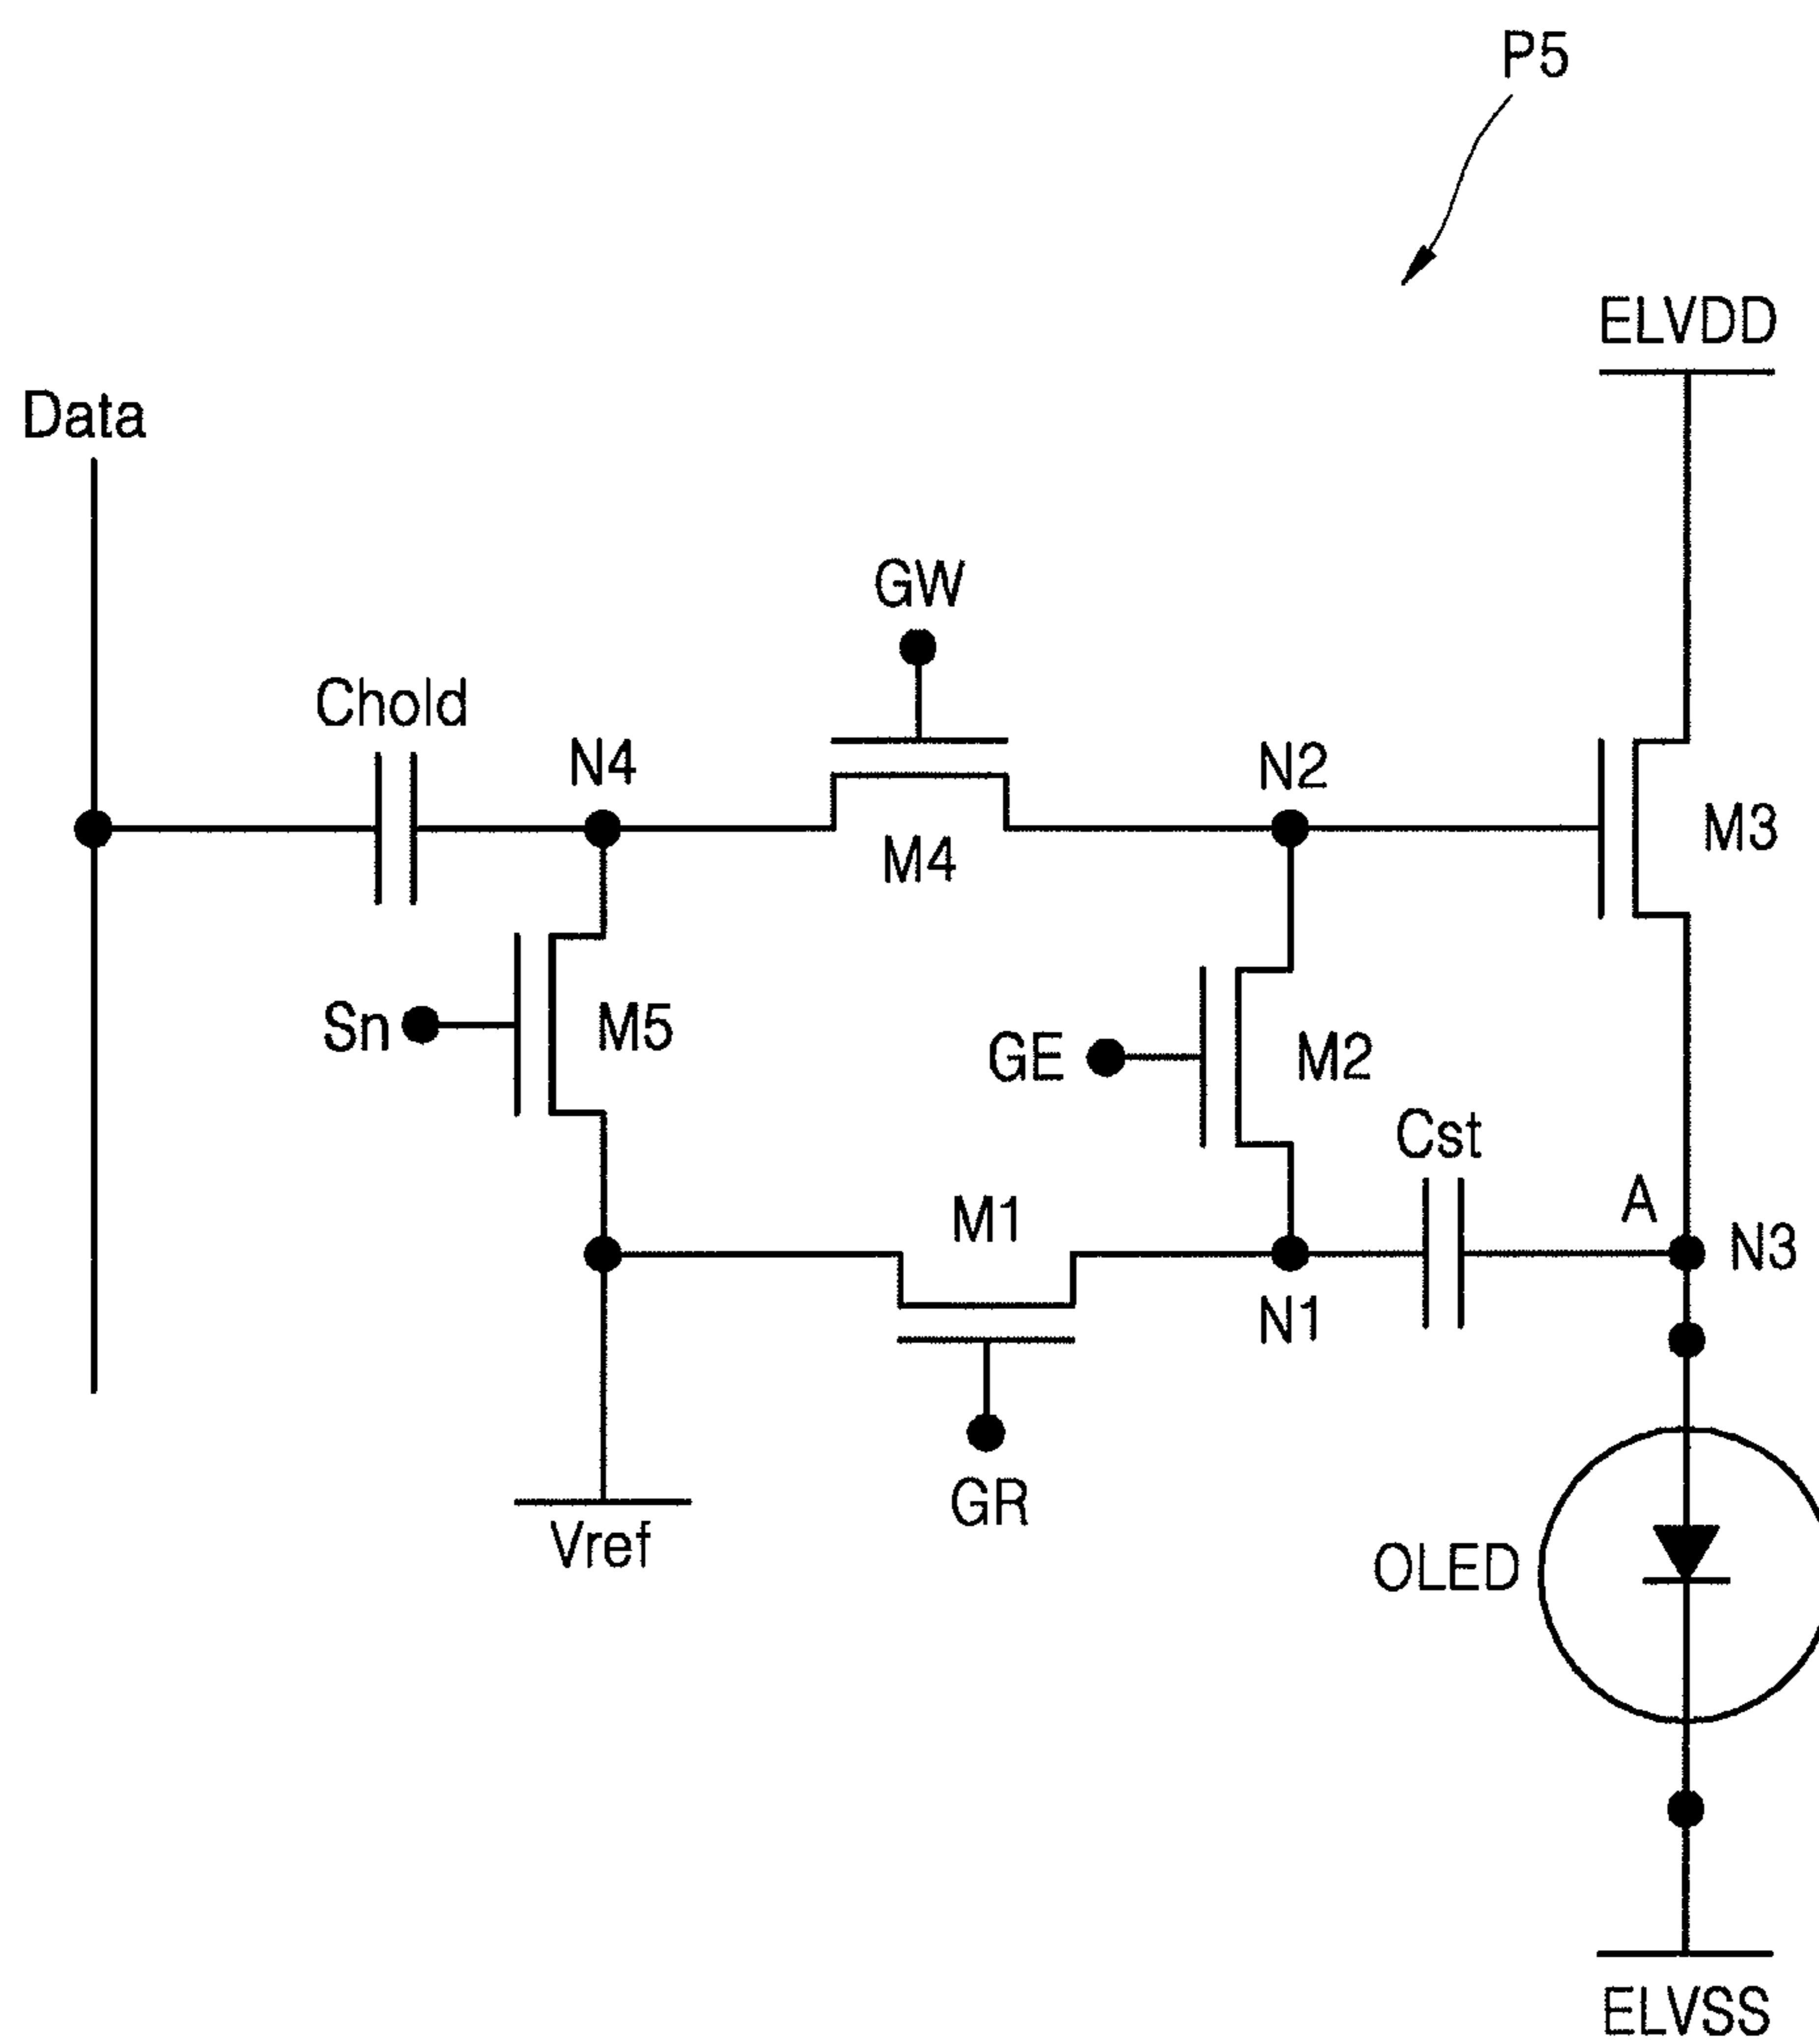 P5
ELVDD
Data
GW
Chold
N4
N2
M4
M3
Sn
M5
GE
M2
Cst
M1
A
N3
N1
GR
Vref
OLED
ELVSS